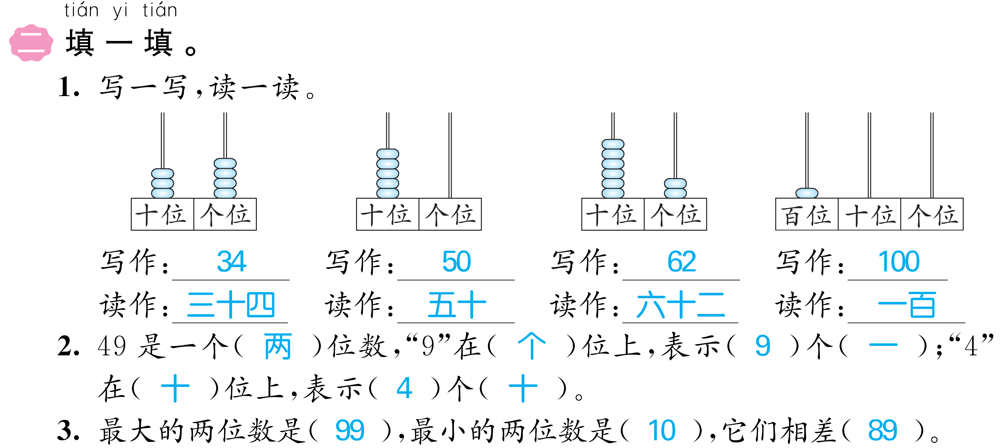 tián yi tián
二 填一填。
1. 写一写,读一读。
十位 个位 十位 个位 十位 个位 百位 十位 个位
写作: 34 写作: 50 写作: 62 写作: 100
读作: 三十四 读作: 五十 读作: 六十二 读作: 一百
2. 49 是一个( 两 )位数,“9”在( 个 )位上,表示( 9 )个( 一 );“4”
在( 十 )位上,表示( 4 )个( 十 )。
3. 最大的两位数是( 99 ),最小的两位数是( 10 ),它们相差( 89 )。